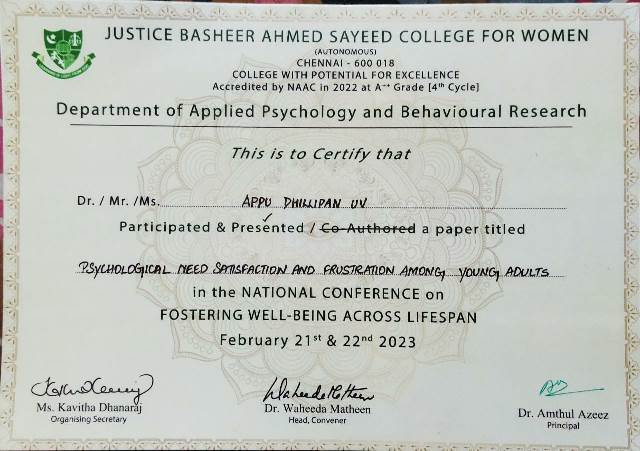 JUSTICE BASHEER AHMED SAYEED COLLEGE FOR WOMEN
(AUTONOMOUS)
CHENNAI - 600 018
COLLEGE WITH POTENTIAL FOR EXCELLENCE
Accredited by NAAC in 2022 at A++ Grade [4th Cycle]
Department of Applied Psychology and Behavioural Research
This is to Certify that
Dr. / Mr. /Ms. APPU DHILLIPAN UV
Participated & Presented / Co-Authored a paper titled
PSYCHOLOGICAL NEED SATISFACTION AND FRUSTRATION AMONG YOUNG ADULTS
in the NATIONAL CONFERENCE on
FOSTERING WELL-BEING ACROSS LIFESPAN
February 21st & 22nd 2023
Ms. Kavitha Dhanaraj
Organising Secretary
Waheeda Matheen
Dr. Waheeda Matheen
Head, Convener
Dr. Amthul Azeez
Principal